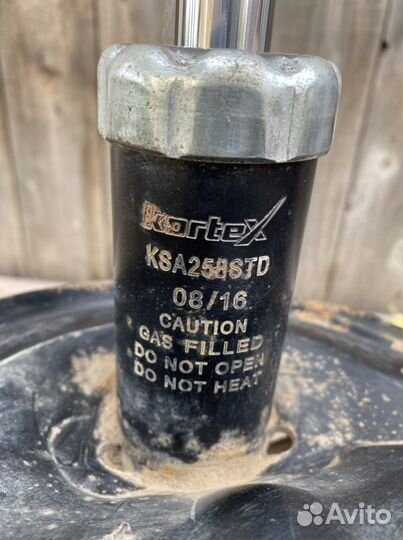 Kortex
KSA258STD
08/16
CAUTION
GAS FILLED
DO NOT OPEN
DO NOT HEAT
Avito